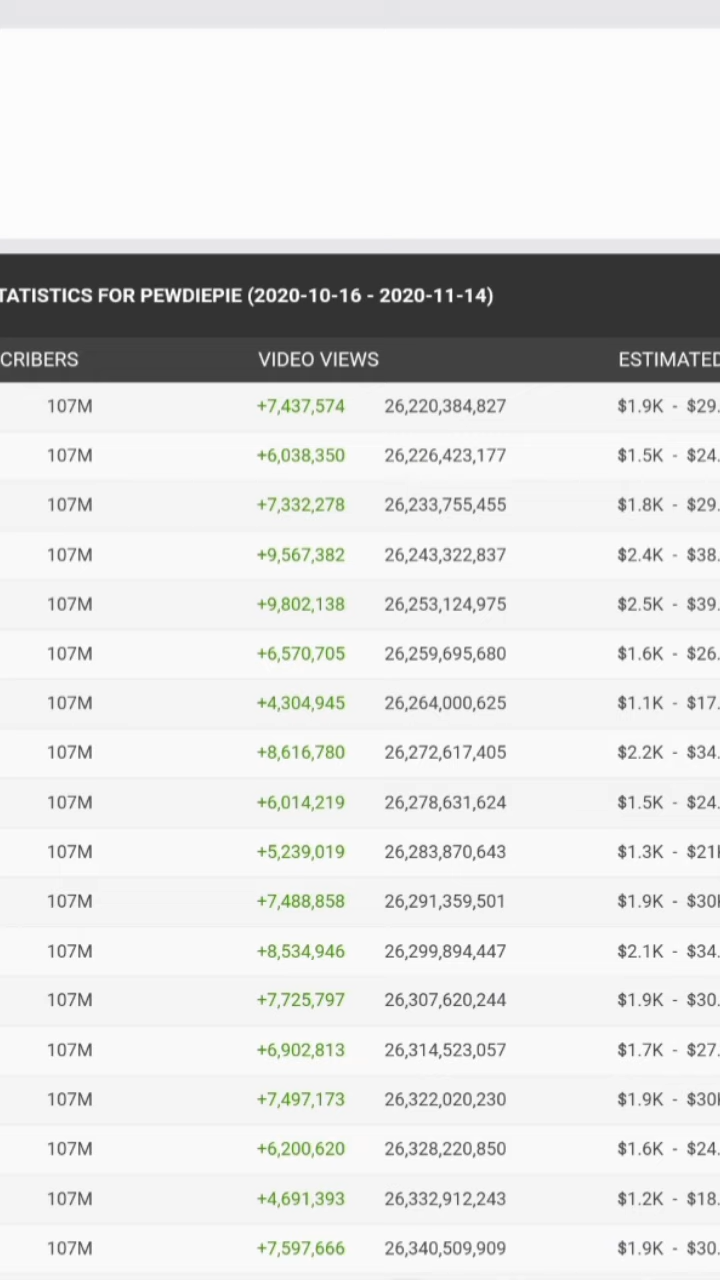 TATISTICS FOR PEWDIEPIE (2020-10-16 - 2020-11-14)
CRIBERS VIDEO VIEWS ESTIMATED
107M +7,437,574 26,220,384,827 $1.9K - $29.
107M +6,038,350 26,226,423,177 $1.5K - $24.
107M +7,332,278 26,233,755,455 $1.8K - $29.
107M +9,567,382 26,243,322,837 $2.4K - $38.
107M +9,802,138 26,253,124,975 $2.5K - $39.
107M +6,570,705 26,259,695,680 $1.6K - $26.
107M +4,304,945 26,264,000,625 $1.1K - $17.
107M +8,616,780 26,272,617,405 $2.2K - $34.
107M +6,014,219 26,278,631,624 $1.5K - $24.
107M +5,239,019 26,283,870,643 $1.3K - $21K
107M +7,488,858 26,291,359,501 $1.9K - $30K
107M +8,534,946 26,299,894,447 $2.1K - $34.
107M +7,725,797 26,307,620,244 $1.9K - $30.
107M +6,902,813 26,314,523,057 $1.7K - $27.
107M +7,497,173 26,322,020,230 $1.9K - $30K
107M +6,200,620 26,328,220,850 $1.6K - $24.
107M +4,691,393 26,332,912,243 $1.2K - $18.
107M +7,597,666 26,340,509,909 $1.9K - $30.